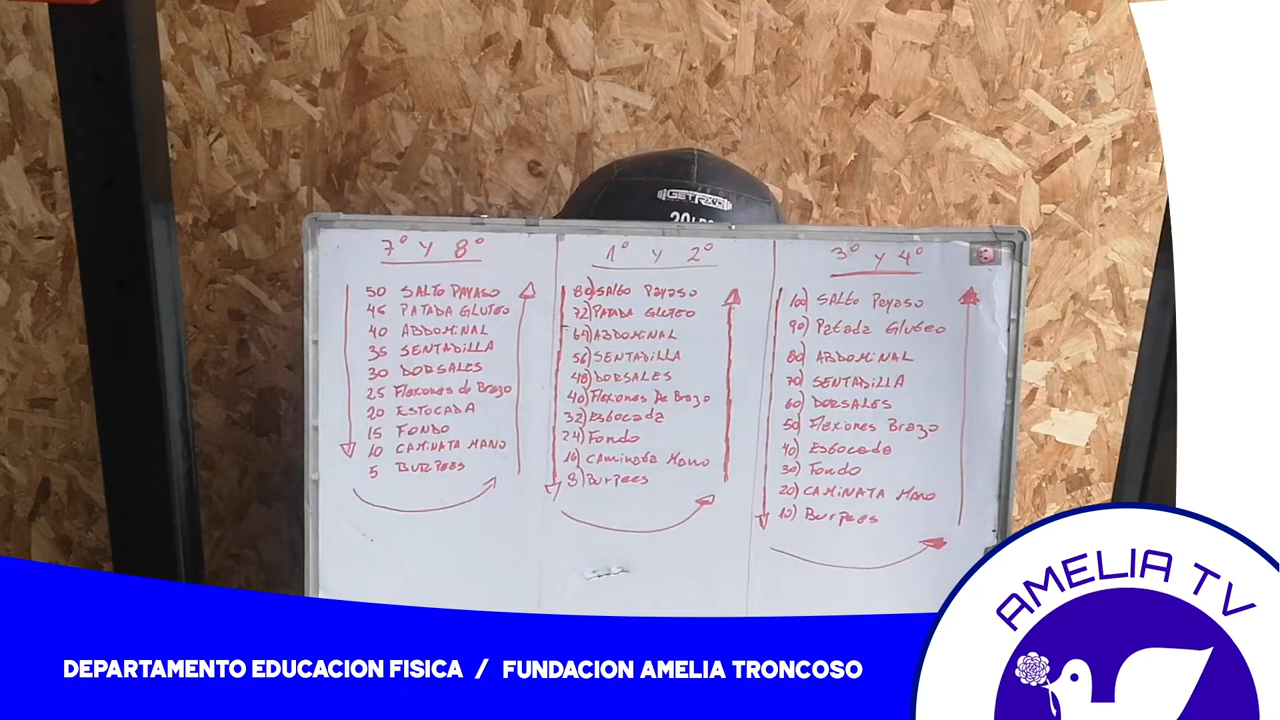 GETRXX
7° Y 8°
50 SALTO PAYASO
45 PATADA GLUTEO
40 ABDOMINAL
35 SENTADILLA
30 DORSALES
25 Flexiones de Brazo
20 ESTOCADA
15 FONDO
10 CAMINATA MANO
5 BURPEES
1° Y 2°
80) SALTO Payaso
72) PATADA GLUTEO
64) ABDOMINAL
56) SENTADILLA
48) DORSALES
40) Flexiones De Brazo
32) Estocada
24) Fondo
16) CAMinata Mano
8) Burpees
3° y 4°
100) SALTO Payaso
90) Patada Gluteo
80) ABDOMINAL
70) SENTADILLA
60) DORSALES
50) Flexiones Brazo
40) Estocada
30) Fondo
20) CAMINATA Mano
10) Burpees
AMELIA TV
DEPARTAMENTO EDUCACION FISICA / FUNDACION AMELIA TRONCOSO